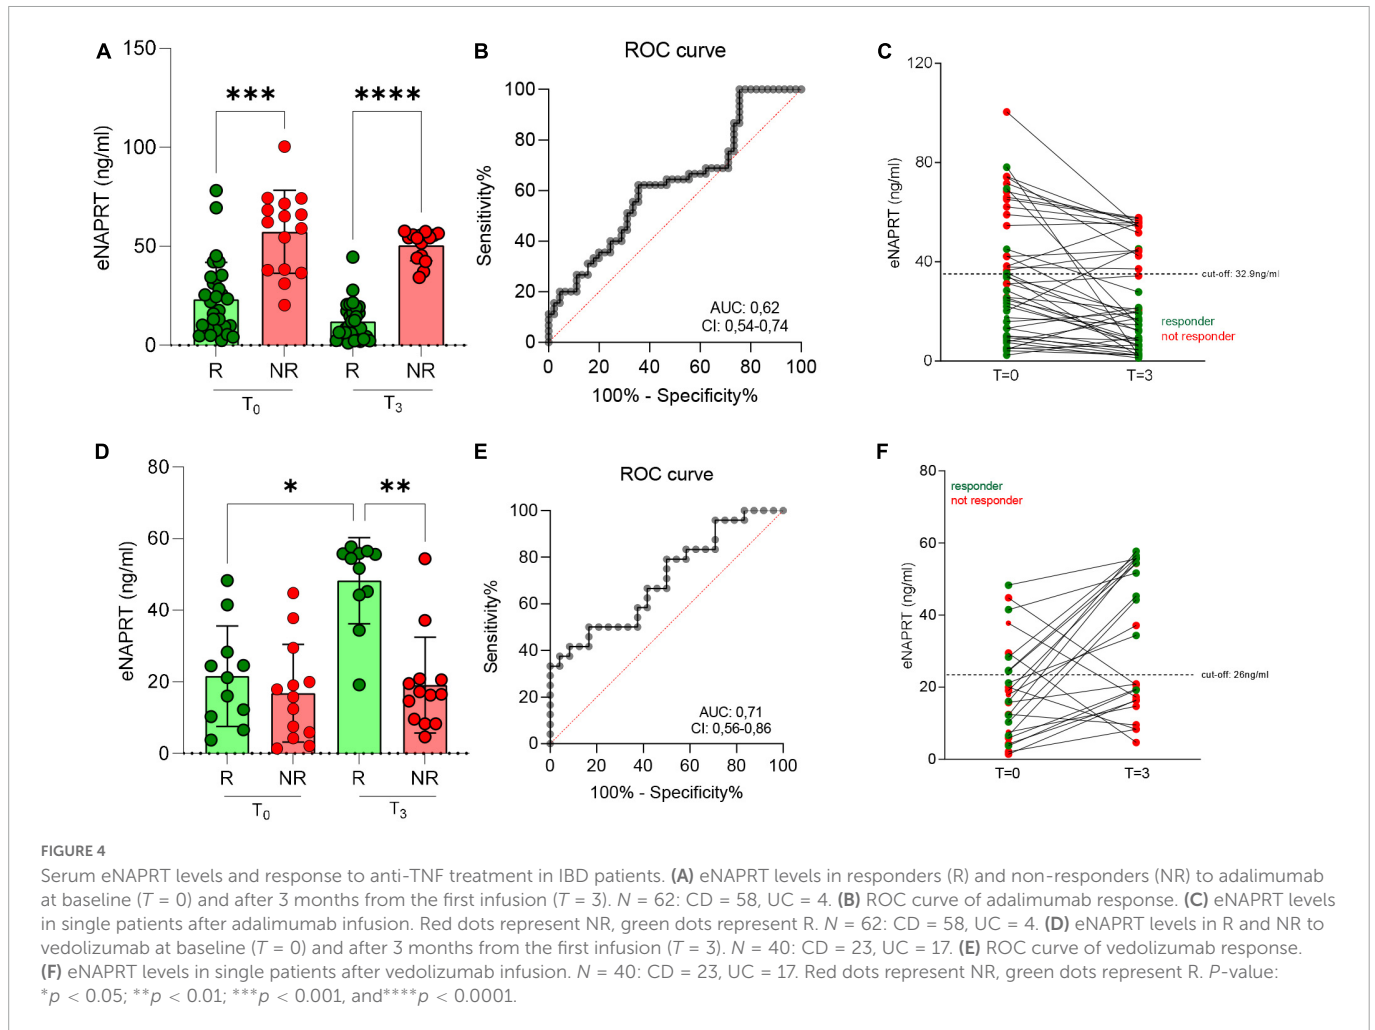 A
150
100
50
0
eNAPRT (ng/ml)
***
****
R
NR
R
NR
T0
T3
B
ROC curve
100
80
60
40
20
0
Sensitivity%
AUC: 0,62
CI: 0,54-0,74
0 20 40 60 80 100
100% - Specificity%
C
120
80
40
0
eNAPRT (ng/ml)
cut-off: 32.9ng/ml
responder
not responder
T=0
T=3
D
80
60
40
20
0
eNAPRT (ng/ml)
*
**
R
NR
R
NR
T0
T3
E
ROC curve
100
80
60
40
20
0
Sensitivity%
AUC: 0,71
CI: 0,56-0,86
0 20 40 60 80 100
100% - Specificity%
F
80
60
40
20
0
eNAPRT (ng/ml)
responder
not responder
cut-off: 26ng/ml
T=0
T=3
FIGURE 4
Serum eNAPRT levels and response to anti-TNF treatment in IBD patients. (A) eNAPRT levels in responders (R) and non-responders (NR) to adalimumab
at baseline (T = 0) and after 3 months from the first infusion (T = 3). N = 62: CD = 58, UC = 4. (B) ROC curve of adalimumab response. (C) eNAPRT levels
in single patients after adalimumab infusion. Red dots represent NR, green dots represent R. N = 62: CD = 58, UC = 4. (D) eNAPRT levels in R and NR to
vedolizumab at baseline (T = 0) and after 3 months from the first infusion (T = 3). N = 40: CD = 23, UC = 17. (E) ROC curve of vedolizumab response.
(F) eNAPRT levels in single patients after vedolizumab infusion. N = 40: CD = 23, UC = 17. Red dots represent NR, green dots represent R. P-value:
*p < 0.05; **p < 0.01; ***p < 0.001, and****p < 0.0001.